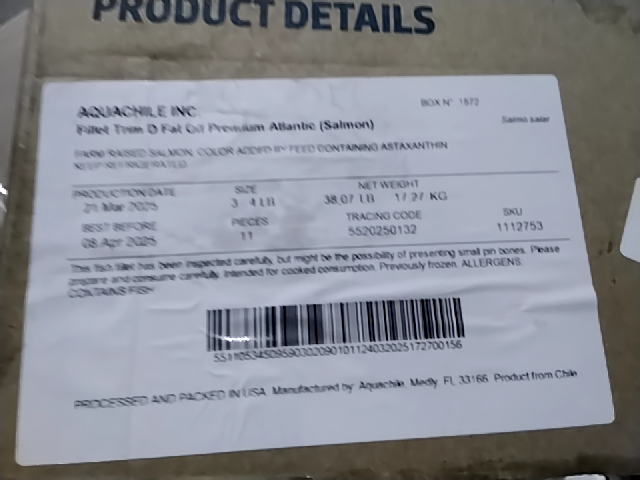 PRODUCT DETAILS
AQUACHILE INC.
BOX N° 1572
Fillet Trim D Fat Off Premium Atlantic (Salmon)
Salmo salar
FARM RAISED SALMON, COLOR ADDED BY FEED CONTAINING ASTAXANTHIN
KEEP REFRIGERATED
PRODUCTION DATE SIZE NET WEIGHT
Mar 2025 3 4 LB 38.07 LB 17.27 KG
BEST BEFORE PIECES TRACING CODE SKU
08 Apr 2025 11 5520250132 1112753
This fish fillet has been inspected carefully, but might be the possibility of presenting small pin bones. Please
prepare and consume carefully. Intended for cooked consumption. Previously frozen. ALLERGENS:
CONTAINS FISH
PROCESSED AND PACKED IN USA. Manufactured by Aquachile, Medly FL 33166 Product from Chile